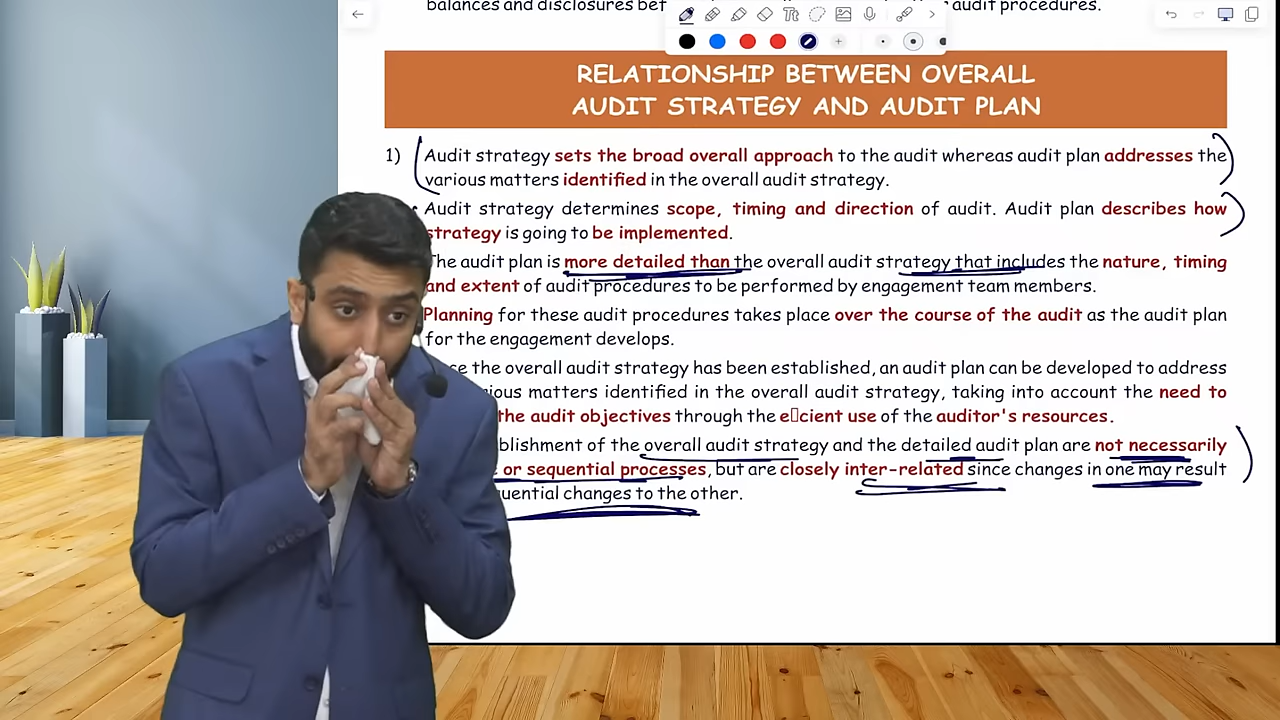 balances and disclosures
audit procedures.
RELATIONSHIP BETWEEN OVERALL
AUDIT STRATEGY AND AUDIT PLAN
1) Audit strategy sets the broad overall approach to the audit whereas audit plan addresses the
various matters identified in the overall audit strategy.
Audit strategy determines scope, timing and direction of audit. Audit plan describes how
strategy is going to be implemented.
The audit plan is more detailed than the overall audit strategy that includes the nature, timing
and extent of audit procedures to be performed by engagement team members.
Planning for these audit procedures takes place over the course of the audit as the audit plan
for the engagement develops.
the overall audit strategy has been established, an audit plan can be developed to address
matters identified in the overall audit strategy, taking into account the need to
the audit objectives through the e▯cient use of the auditor's resources.
of the overall audit strategy and the detailed audit plan are not necessarily
or sequential processes, but are closely inter-related since changes in one may result
changes to the other.